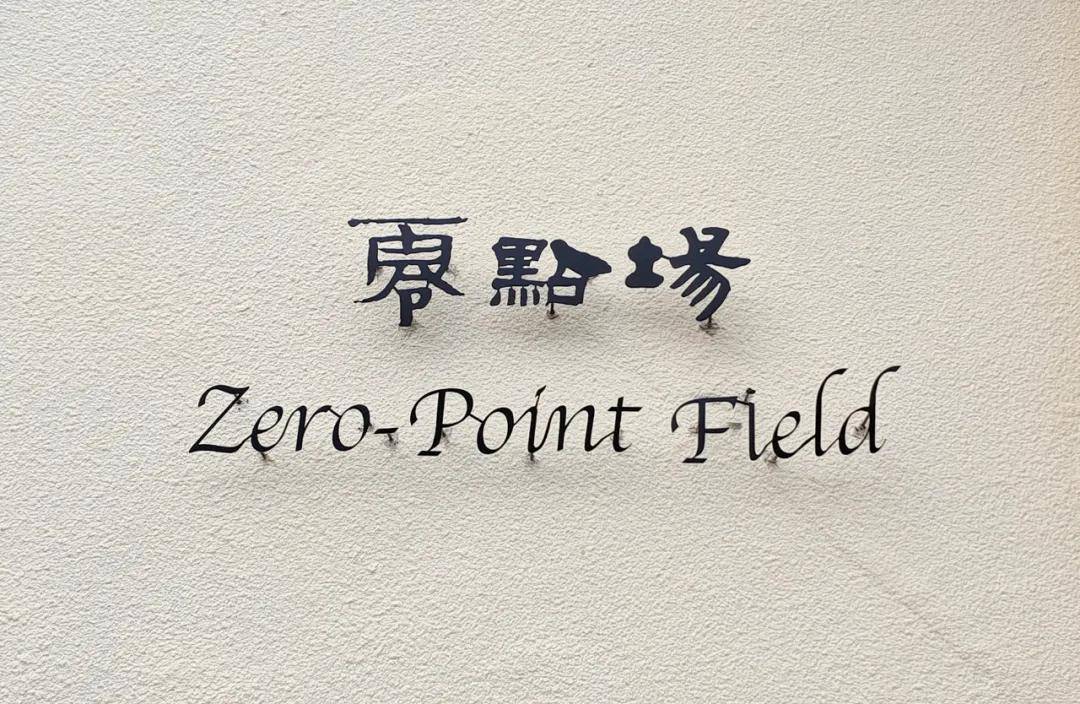 零點場
Zero-Point Field